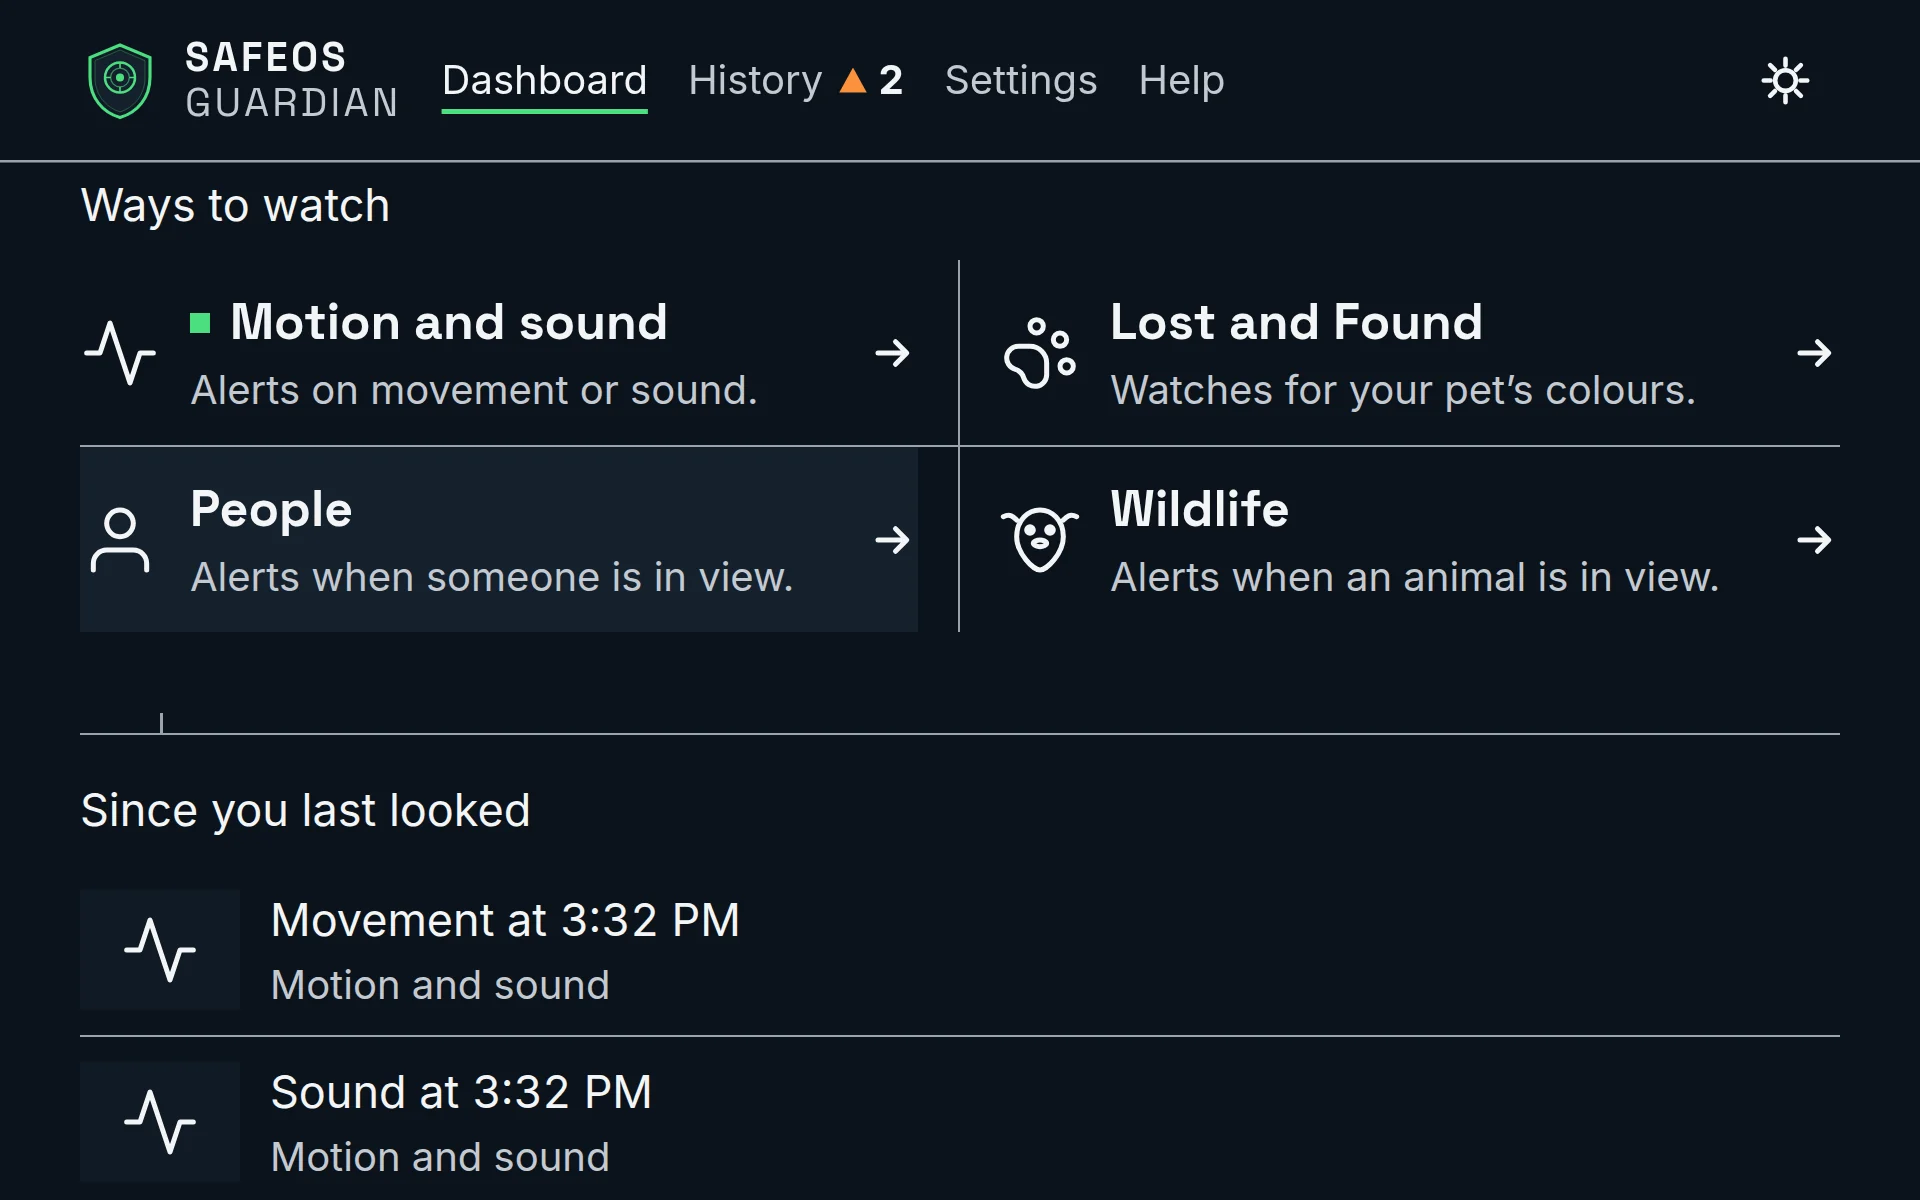 SAFEOS
GUARDIAN
Dashboard
History 2
Settings
Help
Ways to watch
Motion and sound
Alerts on movement or sound.
Lost and Found
Watches for your pet’s colours.
People
Alerts when someone is in view.
Wildlife
Alerts when an animal is in view.
Since you last looked
Movement at 3:32 PM
Motion and sound
Sound at 3:32 PM
Motion and sound